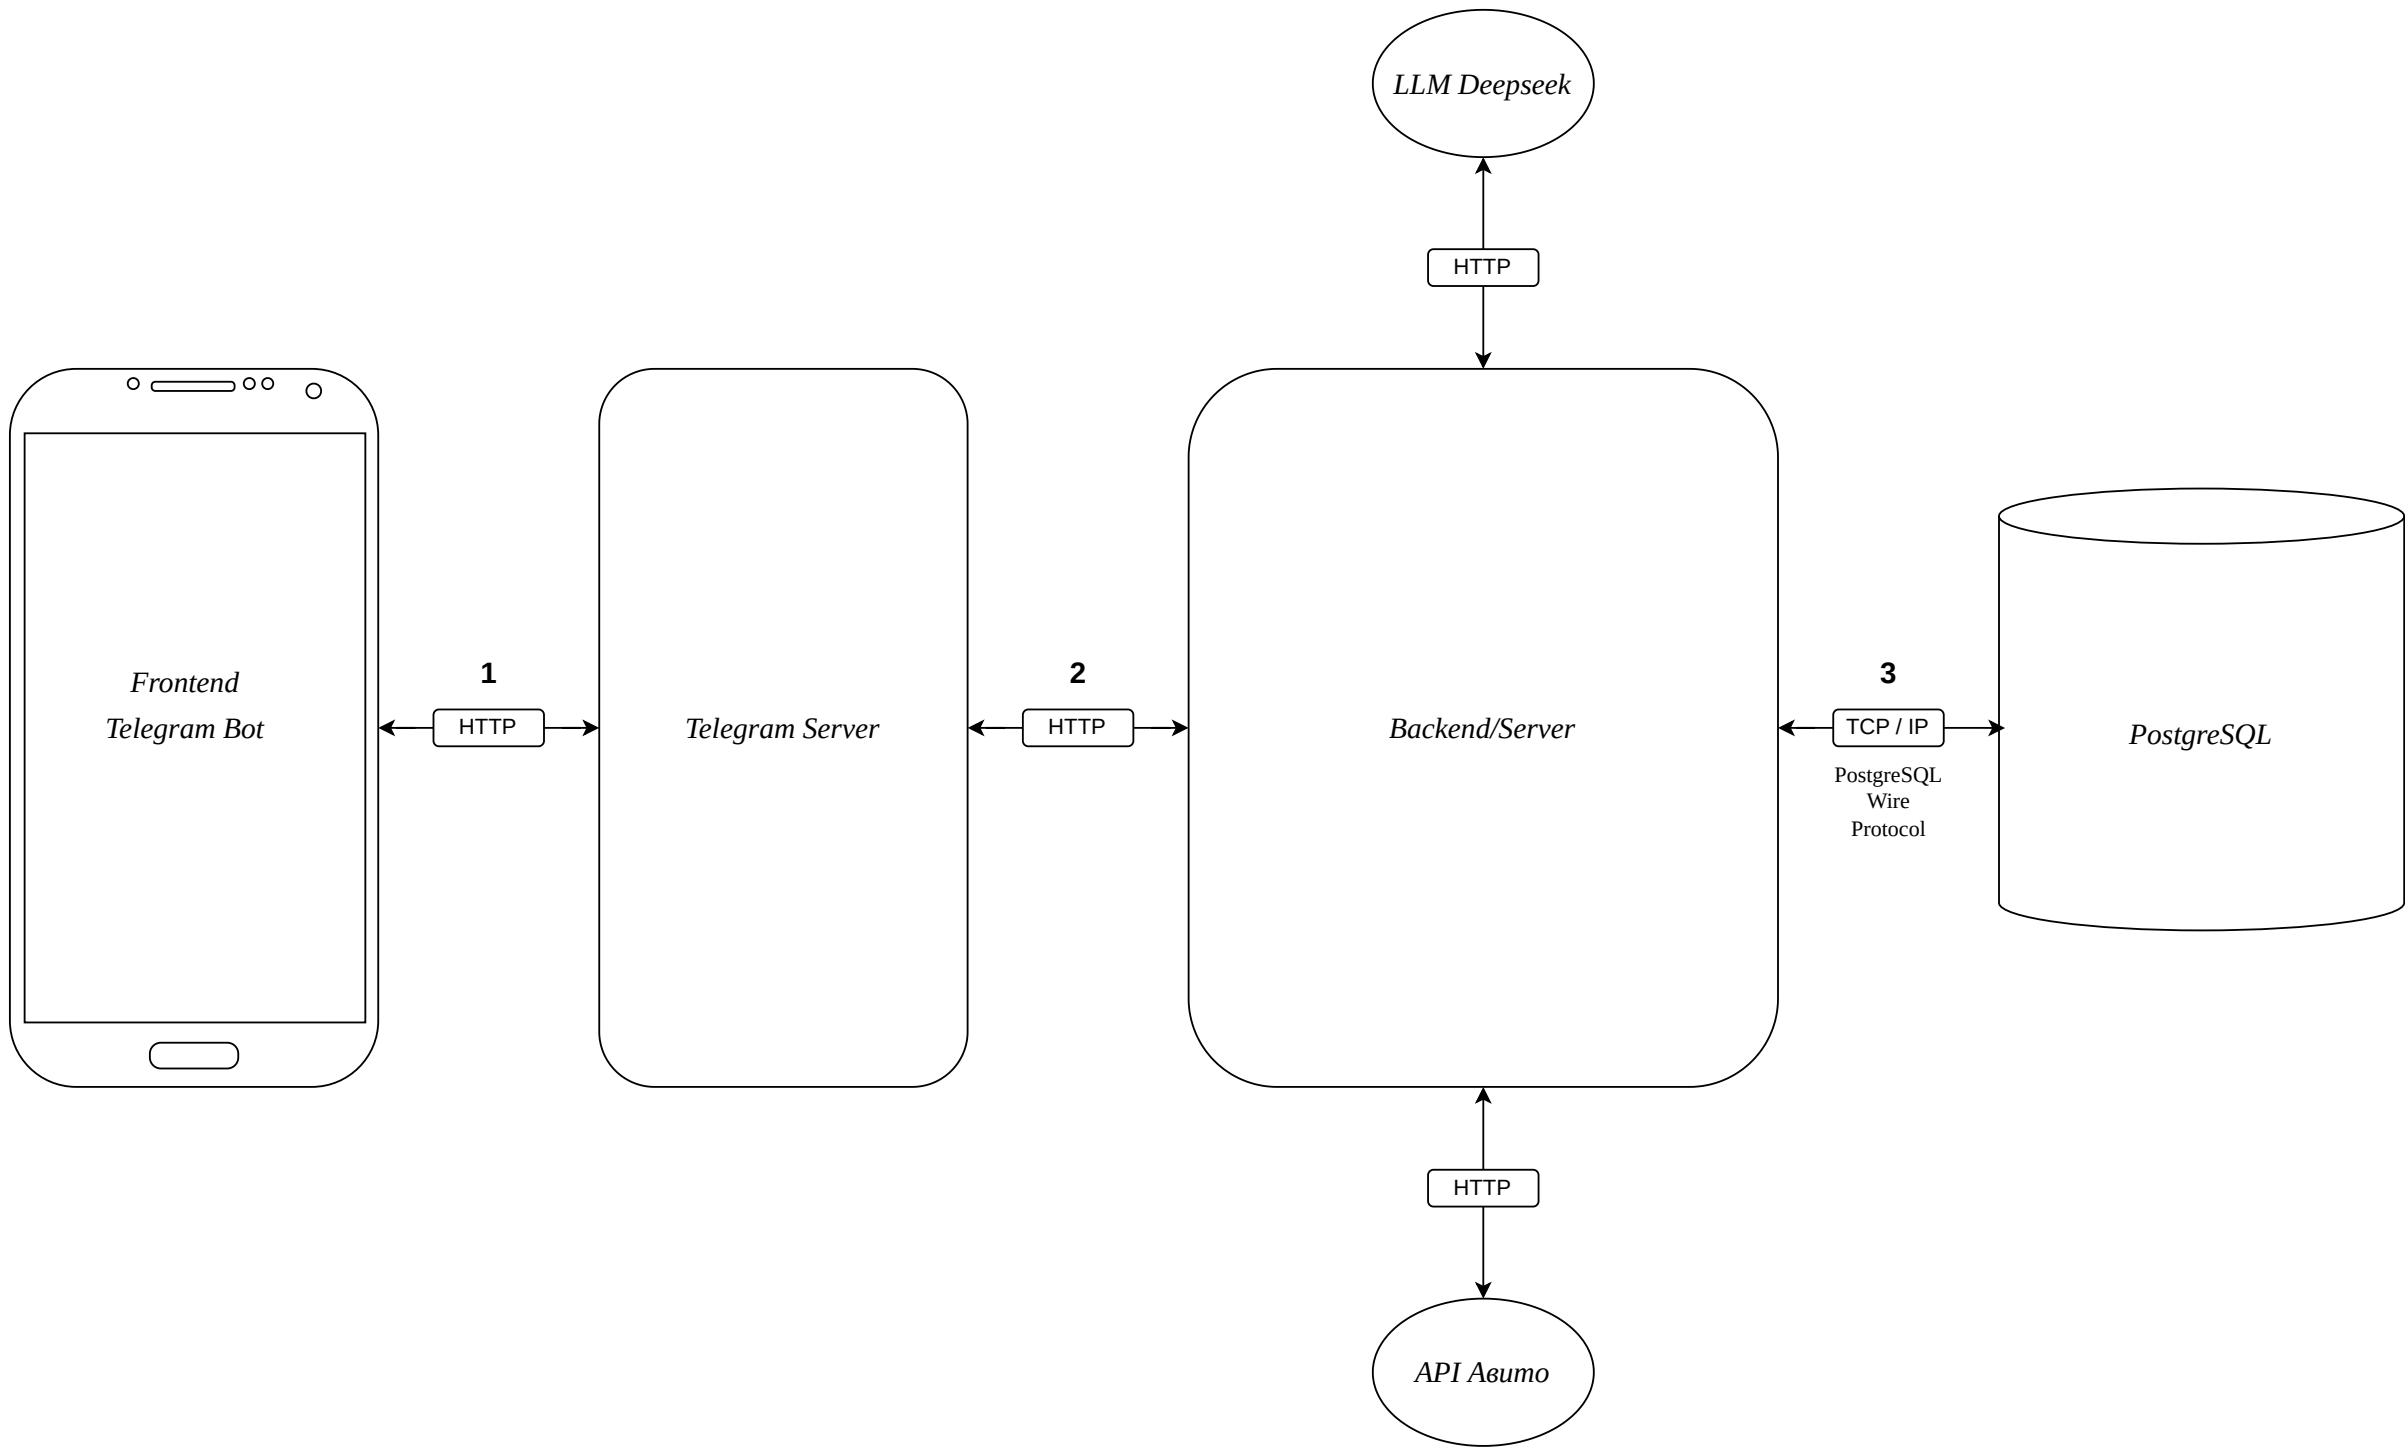 LLM Deepseek
HTTP
Frontend
Telegram Bot
1
HTTP
Telegram Server
2
HTTP
Backend/Server
3
TCP / IP
PostgreSQL
Wire
Protocol
PostgreSQL
HTTP
API Авито